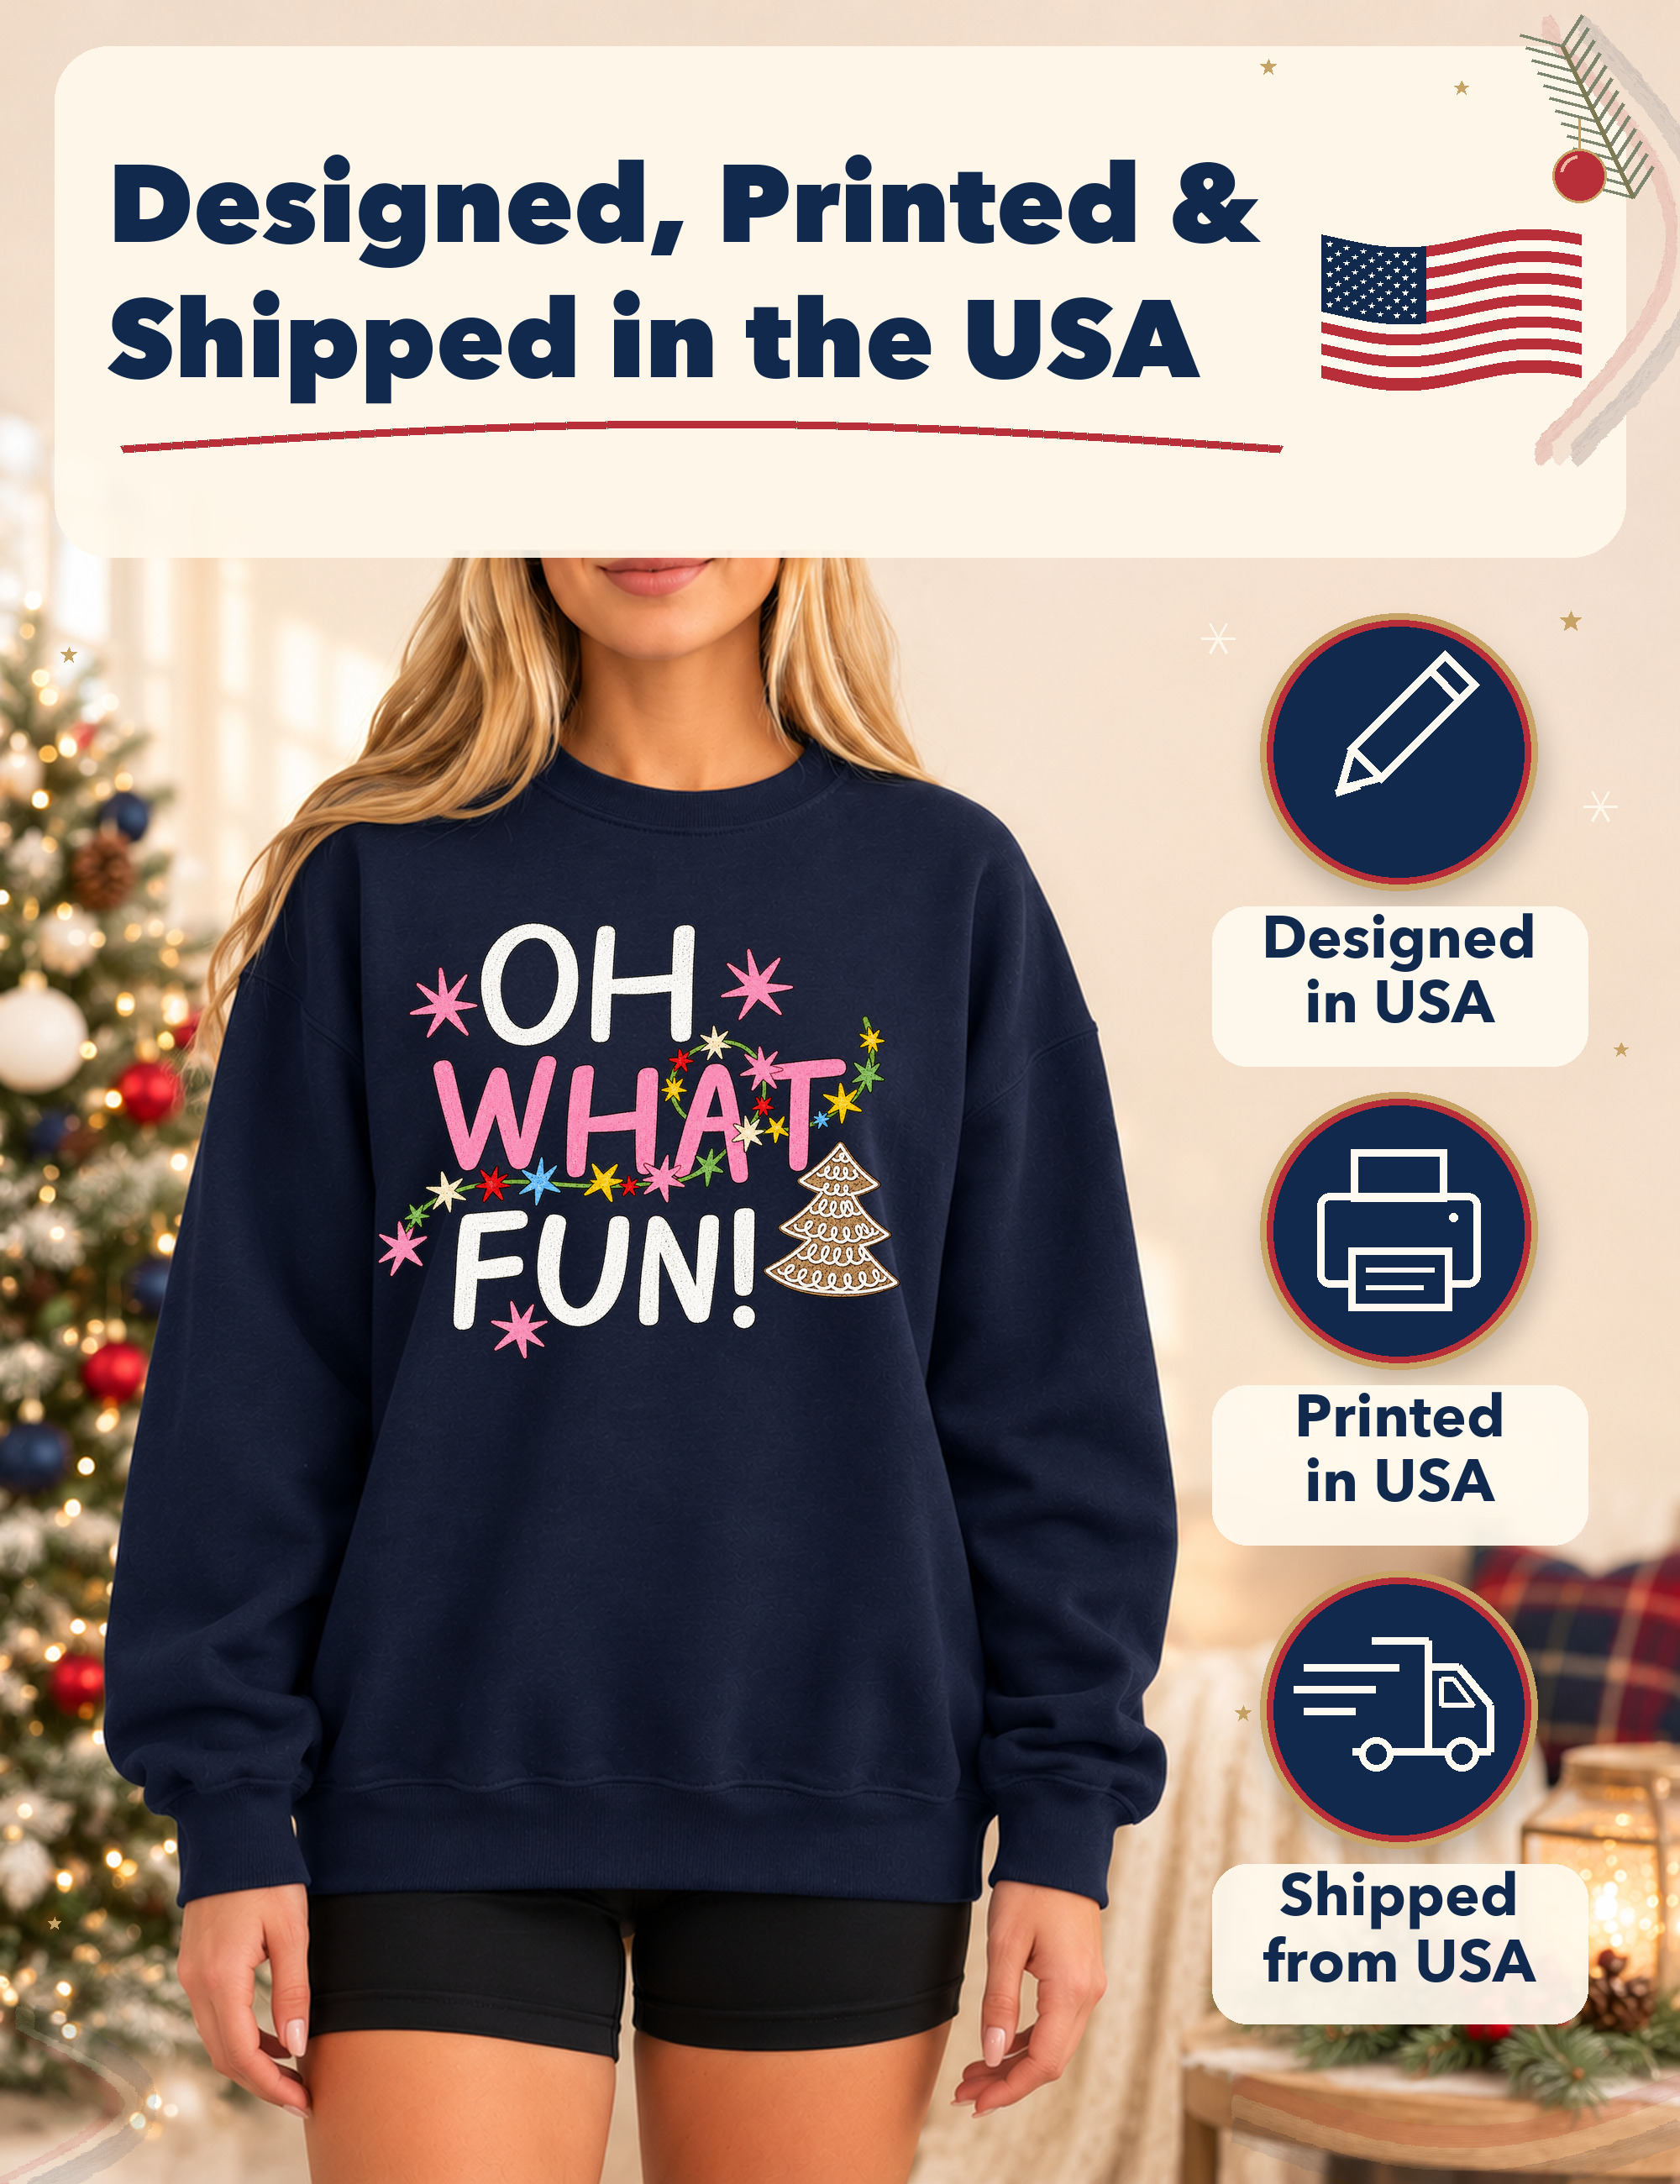 Designed, Printed &
Shipped in the USA
OH
WHAT
FUN!
Designed
in USA
Printed
in USA
Shipped
from USA